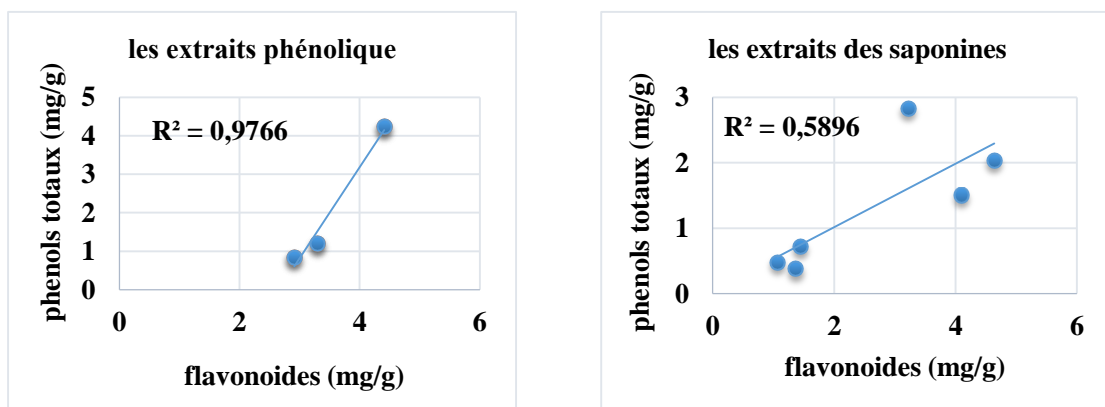 les extraits phénolique
phenols totaux (mg/g)
5
4
3
2
1
0
R² = 0,9766
0 2 4 6
flavonoides (mg/g)
les extraits des saponines
phenols totaux (mg/g)
3
2
1
0
R² = 0,5896
0 2 4 6
flavonoides (mg/g)